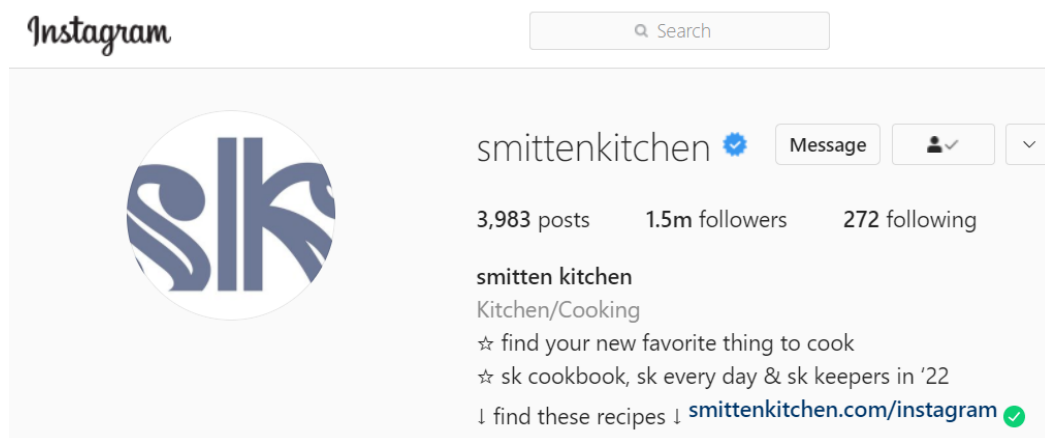 Instagram
Search
sk
smittenkitchen
Message
3,983 posts 1.5m followers 272 following
smitten kitchen
Kitchen/Cooking
☆ find your new favorite thing to cook
☆ sk cookbook, sk every day & sk keepers in ‘22
↓ find these recipes ↓ smittenkitchen.com/instagram